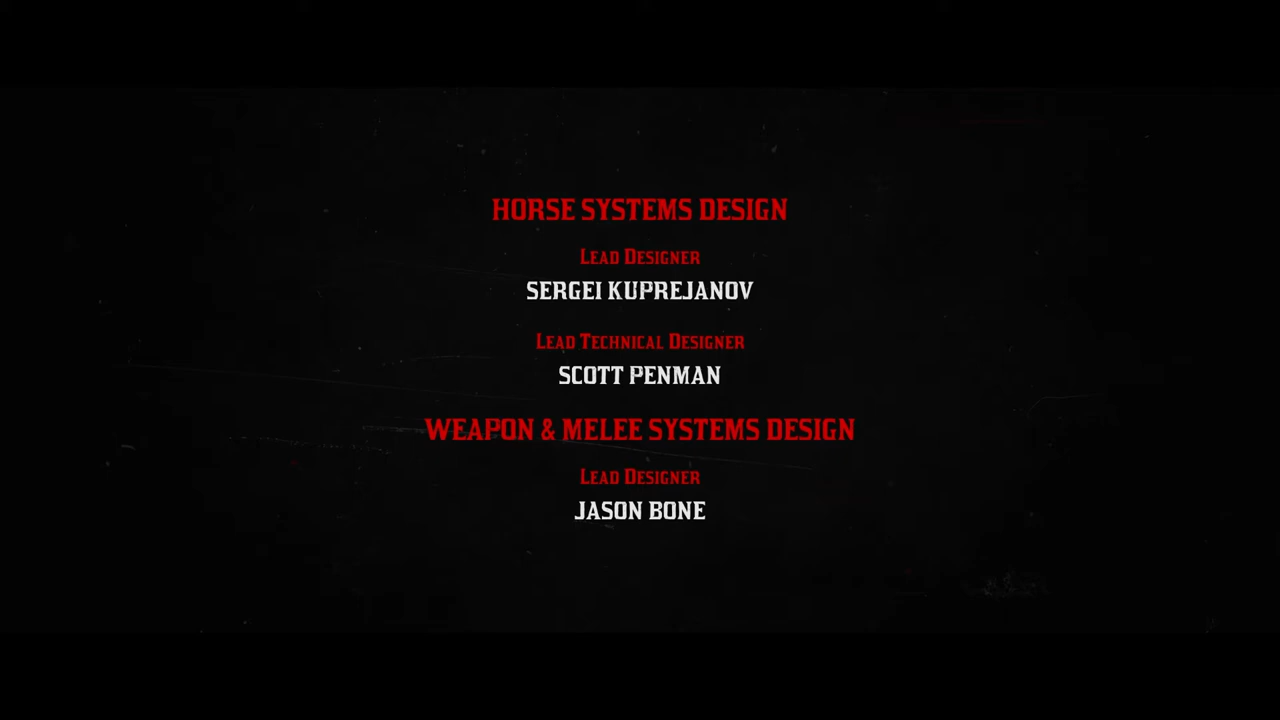 HORSE SYSTEMS DESIGN
LEAD DESIGNER
SERGEI KUPREJANOV
LEAD TECHNICAL DESIGNER
SCOTT PENMAN
WEAPON & MELEE SYSTEMS DESIGN
LEAD DESIGNER
JASON BONE